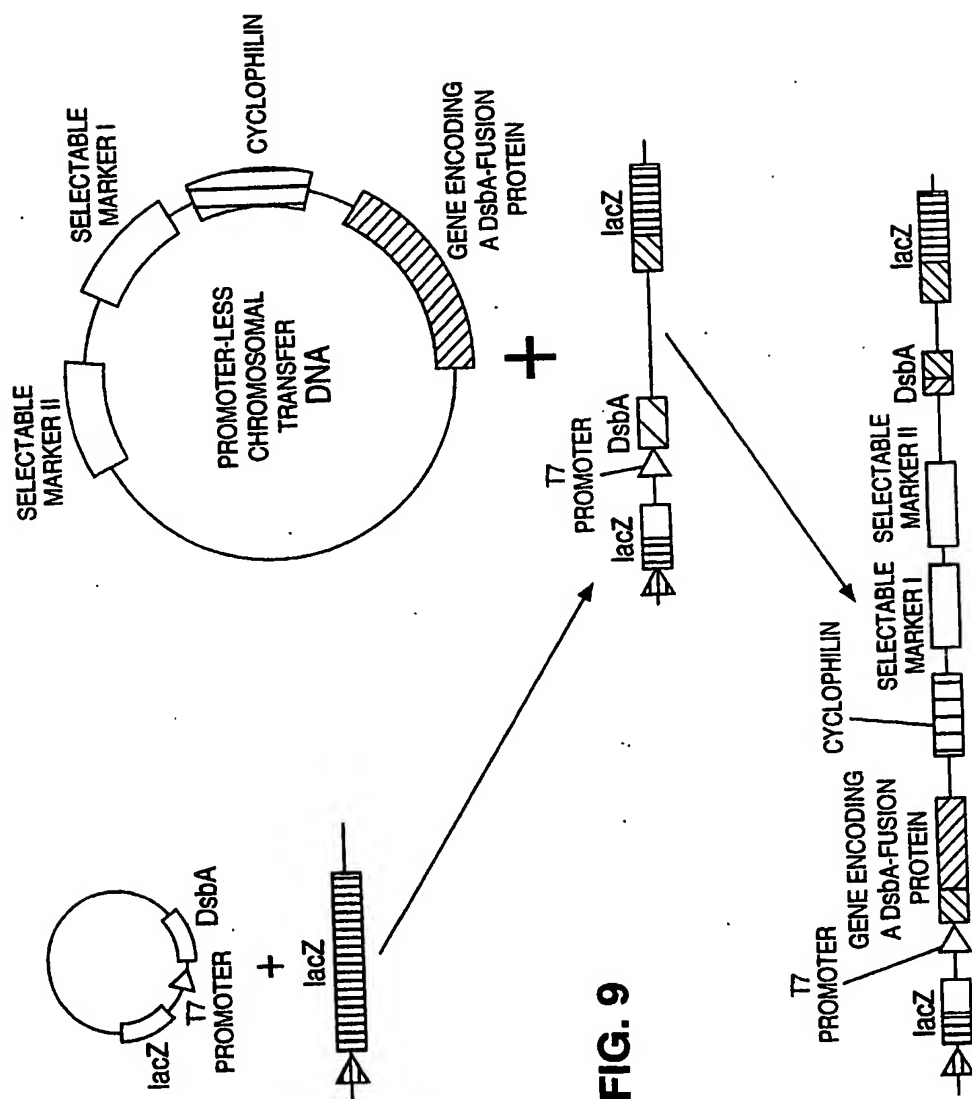 lacZ
T7
PROMOTER
DsbA
+
lacZ
SELECTABLE
MARKER II
SELECTABLE
MARKER I
CYCLOPHILIN
PROMOTER-LESS
CHROMOSOMAL
TRANSFER
DNA
GENE ENCODING
A DsbA-FUSION
PROTEIN
+
lacZ
T7
PROMOTER
DsbA
lacZ
FIG. 9
lacZ
T7
PROMOTER
GENE ENCODING
A DsbA-FUSION
PROTEIN
CYCLOPHILIN
SELECTABLE
MARKER I
SELECTABLE
MARKER II
DsbA
lacZ